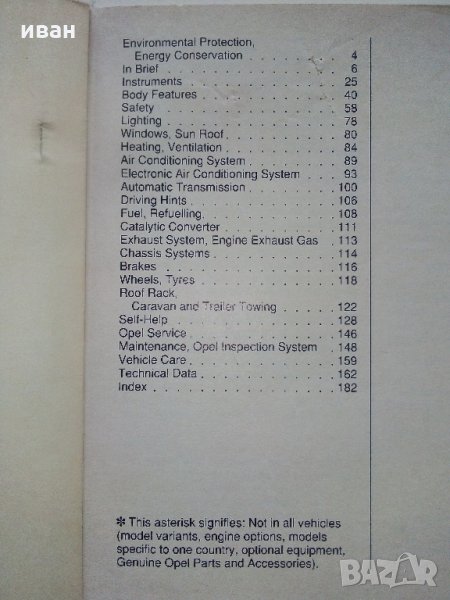 иван
Environmental Protection,
Energy Conservation . . . . . . . . 4
In Brief . . . . . . . . . . . . . . . . 6
Instruments . . . . . . . . . . . . . 25
Body Features . . . . . . . . . . . . 40
Safety . . . . . . . . . . . . . . . . 58
Lighting . . . . . . . . . . . . . . . 78
Windows, Sun Roof . . . . . . . . . . 80
Heating, Ventilation . . . . . . . . . 84
Air Conditioning System . . . . . . . . 89
Electronic Air Conditioning System . . . 93
Automatic Transmission . . . . . . . . 100
Driving Hints . . . . . . . . . . . . 106
Fuel, Refuelling . . . . . . . . . . . 108
Catalytic Converter . . . . . . . . . 111
Exhaust System, Engine Exhaust Gas . . 113
Chassis Systems . . . . . . . . . . . 114
Brakes . . . . . . . . . . . . . . . 116
Wheels, Tyres . . . . . . . . . . . . 118
Roof Rack,
Caravan and Trailer Towing . . . . . . 122
Self-Help . . . . . . . . . . . . . . 128
Opel Service . . . . . . . . . . . . . 146
Maintenance, Opel Inspection System . . 148
Vehicle Care . . . . . . . . . . . . . 159
Technical Data . . . . . . . . . . . . 162
Index . . . . . . . . . . . . . . . . 182
✻ This asterisk signifies: Not in all vehicles
(model variants, engine options, models
specific to one country, optional equipment,
Genuine Opel Parts and Accessories).
BAZAR